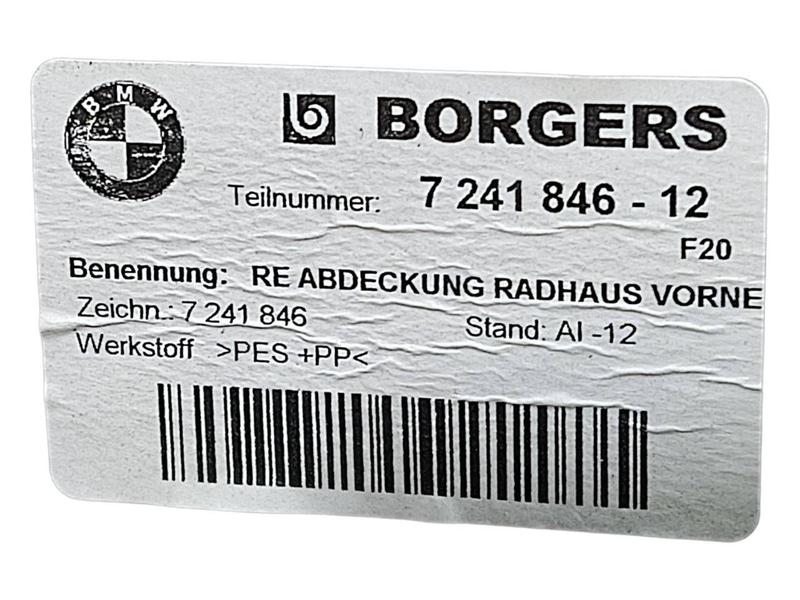 BMW
BORGERS
Teilnummer: 7 241 846 - 12
F20
Benennung: RE ABDECKUNG RADHAUS VORNE
Zeichn.: 7 241 846
Stand: AI -12
Werkstoff >PES +PP<